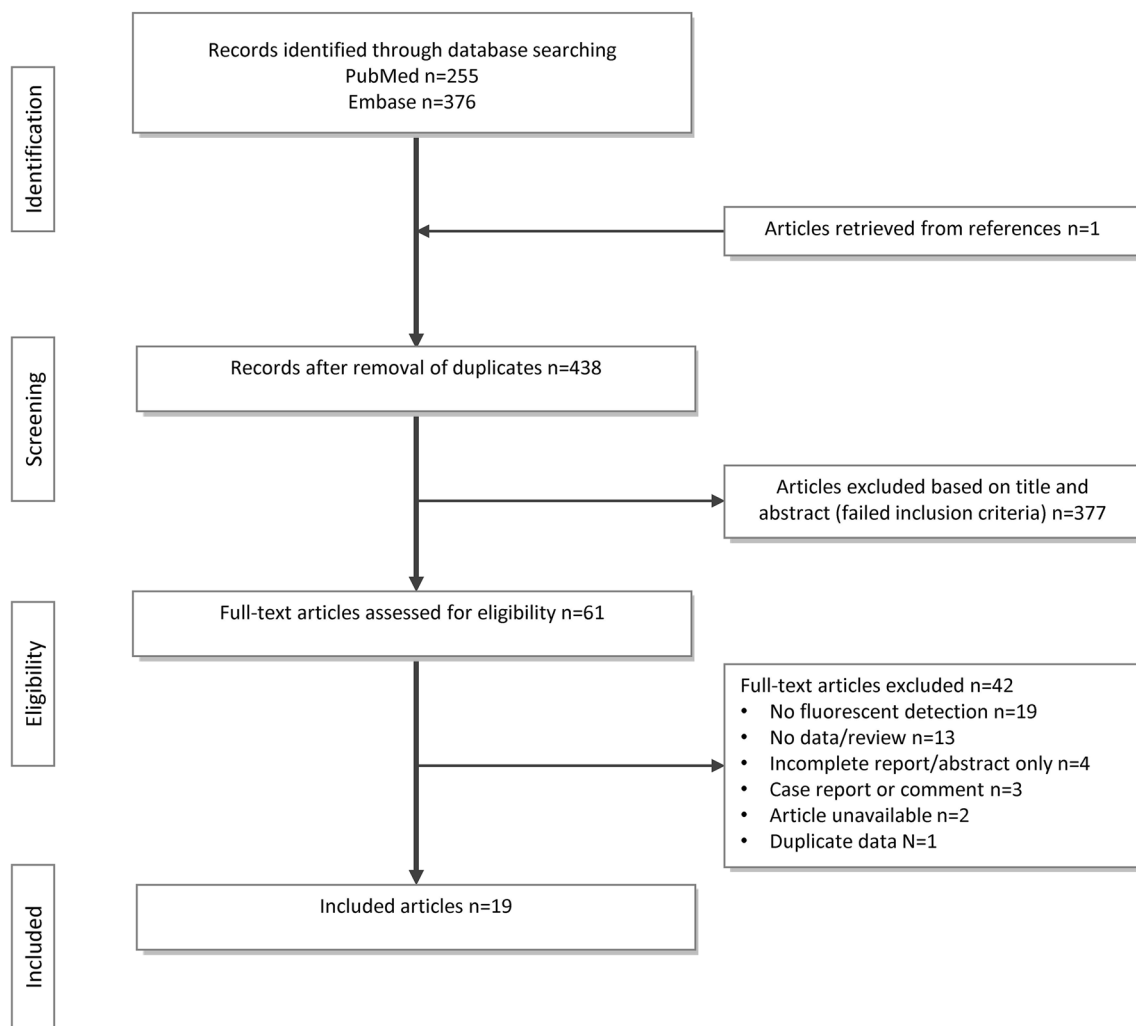 Identification
Records identified through database searching
PubMed n=255
Embase n=376
Articles retrieved from references n=1
Screening
Records after removal of duplicates n=438
Articles excluded based on title and
abstract (failed inclusion criteria) n=377
Eligibility
Full-text articles assessed for eligibility n=61
Full-text articles excluded n=42
• No fluorescent detection n=19
• No data/review n=13
• Incomplete report/abstract only n=4
• Case report or comment n=3
• Article unavailable n=2
• Duplicate data N=1
Included
Included articles n=19